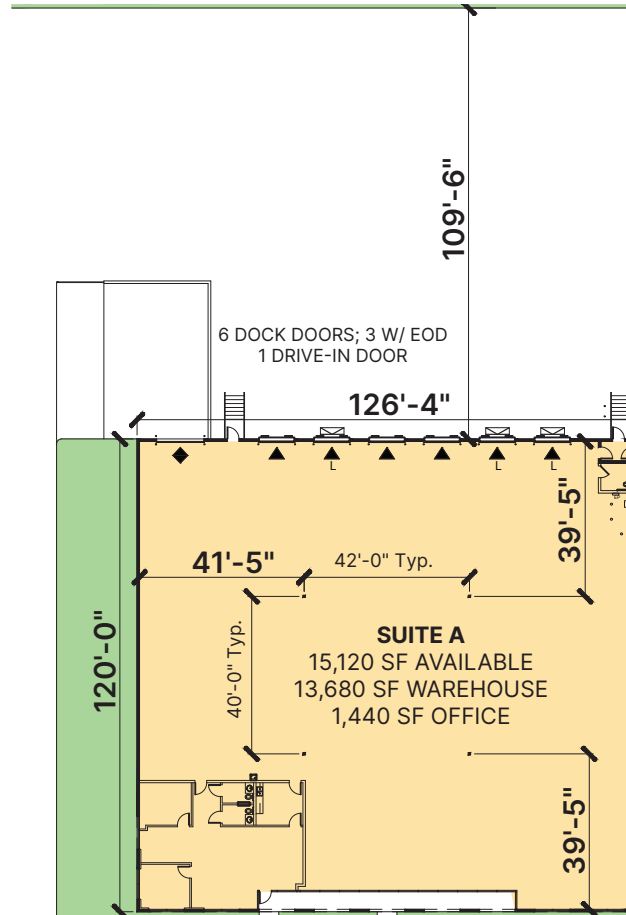 109'-6"
6 DOCK DOORS; 3 W/ EOD
1 DRIVE-IN DOOR
126'-4"
L
L
L
39'-5"
41'-5"
42'-0" Typ.
120'-0"
40'-0" Typ.
SUITE A
15,120 SF AVAILABLE
13,680 SF WAREHOUSE
1,440 SF OFFICE
39'-5"